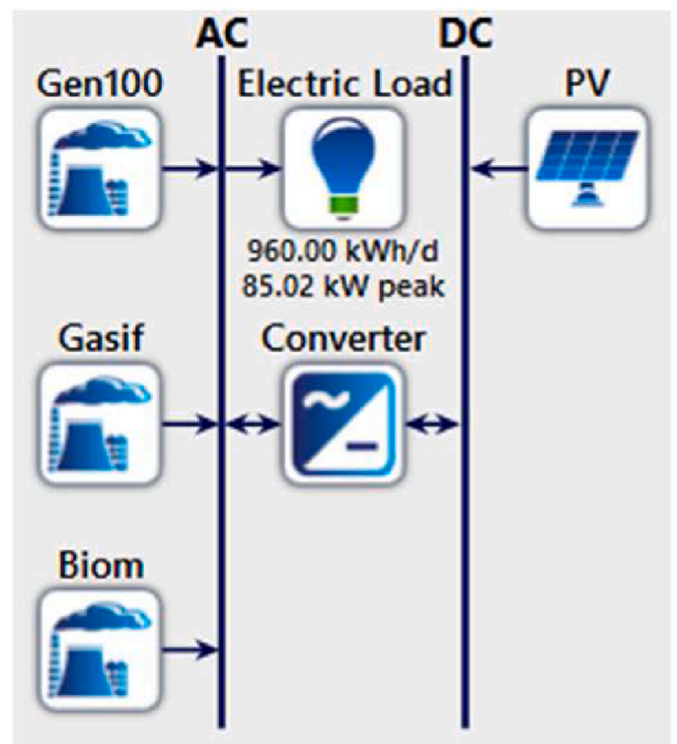 AC DC
Gen100 Electric Load PV
960.00 kWh/d
85.02 kW peak
Gasif Converter
Biom